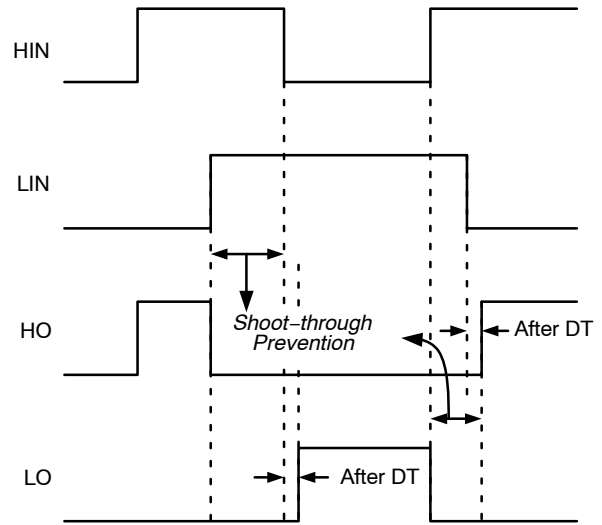 HIN
LIN
HO
Shoot−through
Prevention
After DT
LO
After DT